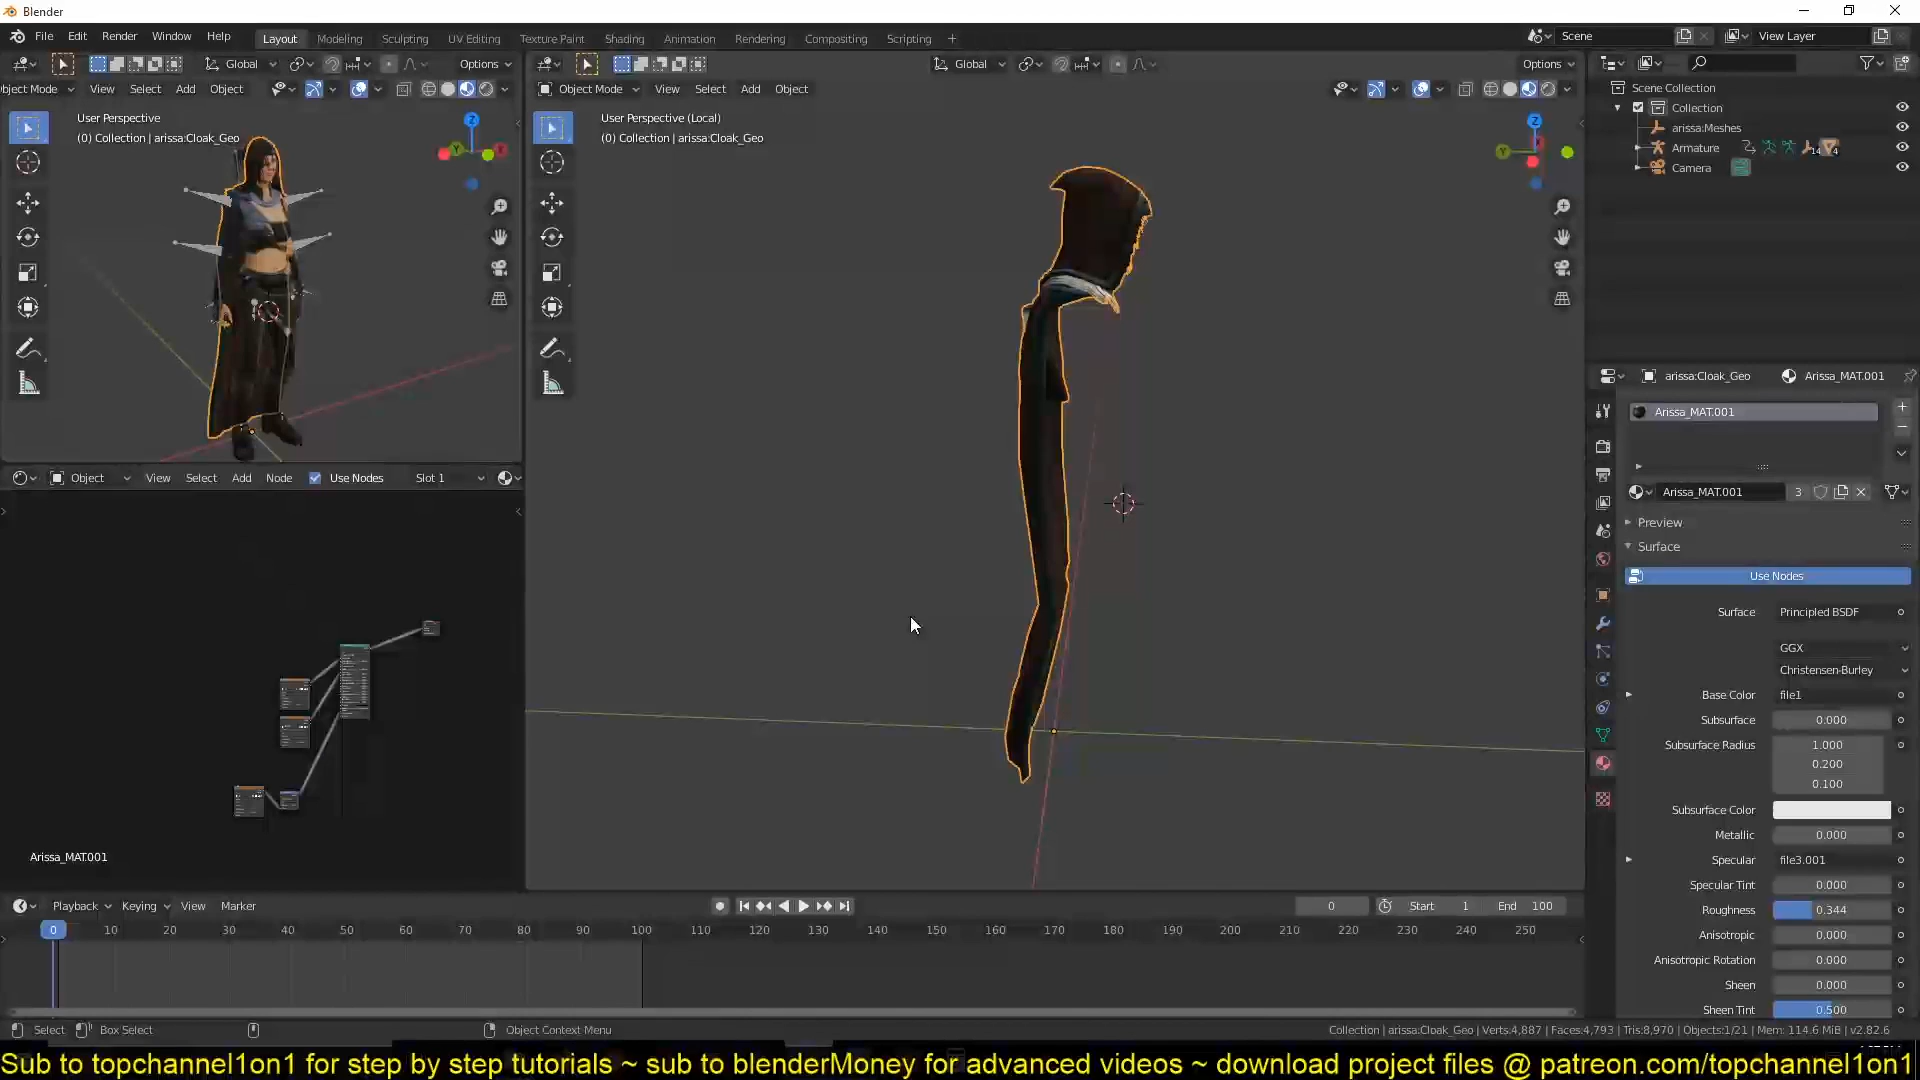 Blender
File Edit Render Window Help
Layout Modeling Sculpting UV Editing Texture Paint Shading Animation Rendering Compositing Scripting +
Scene
View Layer
Global
Options
Global
Options
bject Mode View Select Add Object
Object Mode View Select Add Object
User Perspective
(0) Collection | arissa:Cloak_Geo
User Perspective (Local)
(0) Collection | arissa:Cloak_Geo
Scene Collection
Collection
arissa:Meshes
Armature
14 4
Camera
arissa:Cloak_Geo
Arissa_MAT.001
Arissa_MAT.001
Arissa_MAT.001 3
Preview
Surface
Use Nodes
Surface Principled BSDF
GGX
Christensen-Burley
Base Color file1
Subsurface 0.000
Subsurface Radius 1.000
0.200
0.100
Subsurface Color
Metallic 0.000
Specular file3.001
Specular Tint 0.000
Roughness 0.344
Anisotropic 0.000
Anisotropic Rotation 0.000
Sheen 0.000
Sheen Tint 0.500
Object View Select Add Node Use Nodes Slot 1
Arissa_MAT.001
Playback Keying View Marker
0
Start 1 End 100
0 10 20 30 40 50 60 70 80 90 100 110 120 130 140 150 160 170 180 190 200 210 220 230 240 250
Select Box Select Object Context Menu
Collection | arissa:Cloak_Geo | Verts:4,887 | Faces:4,793 | Tris:8,970 | Objects:1/21 | Mem: 114.6 MiB | v2.82.6
Sub to topchannel1on1 for step by step tutorials ~ sub to blenderMoney for advanced videos ~ download project files @ patreon.com/topchannel1on1